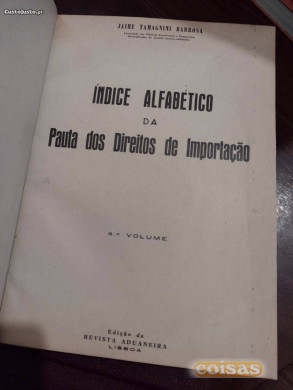 CustoJusto.pt
JAIME TAMAGNINI BARBOSA
ÍNDICE ALFABÉTICO
DA
Pauta dos Direitos de Importação
4.º VOLUME
Edição da
REVISTA ADUANEIRA
LISBOA
coisas